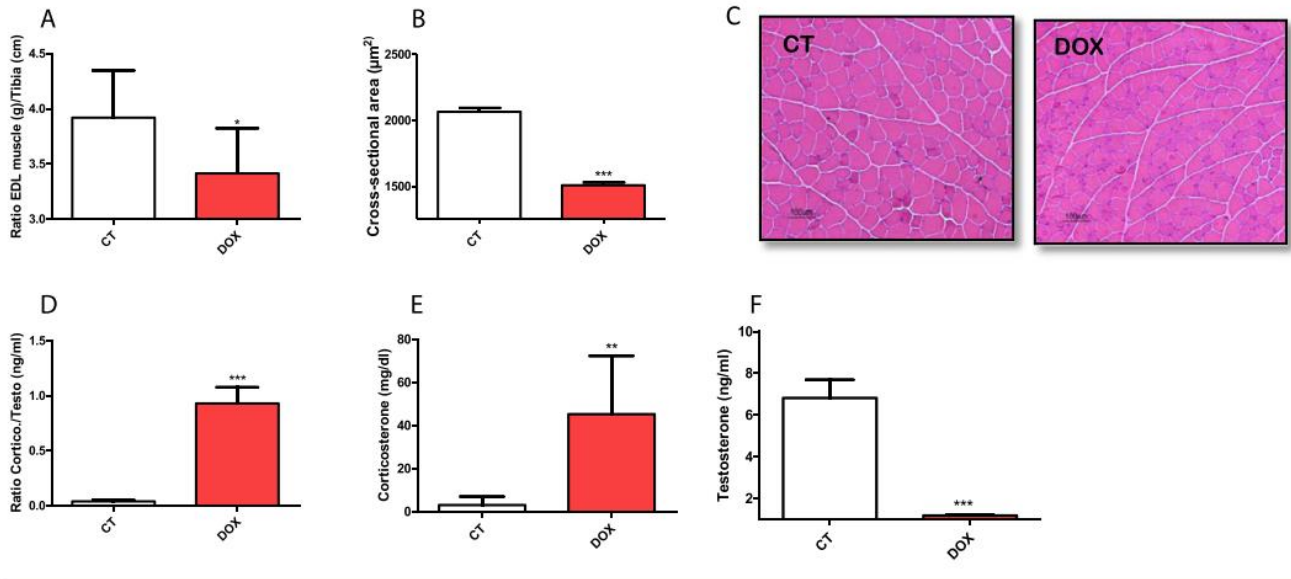 A
Ratio EDL muscle (g)/Tibia (cm)
4.5
4.0
3.5
3.0
*
CT
DOX
B
Cross-sectional area (µm²)
2500
2000
1500
***
CT
DOX
C
CT
100µm
DOX
100µm
D
Ratio Cortico./Testo (ng/ml)
1.5
1.0
0.5
0.0
***
CT
DOX
E
Corticosterone (mg/dl)
80
60
40
20
0
**
CT
DOX
F
Testosterone (ng/ml)
10
8
6
4
2
***
CT
DOX